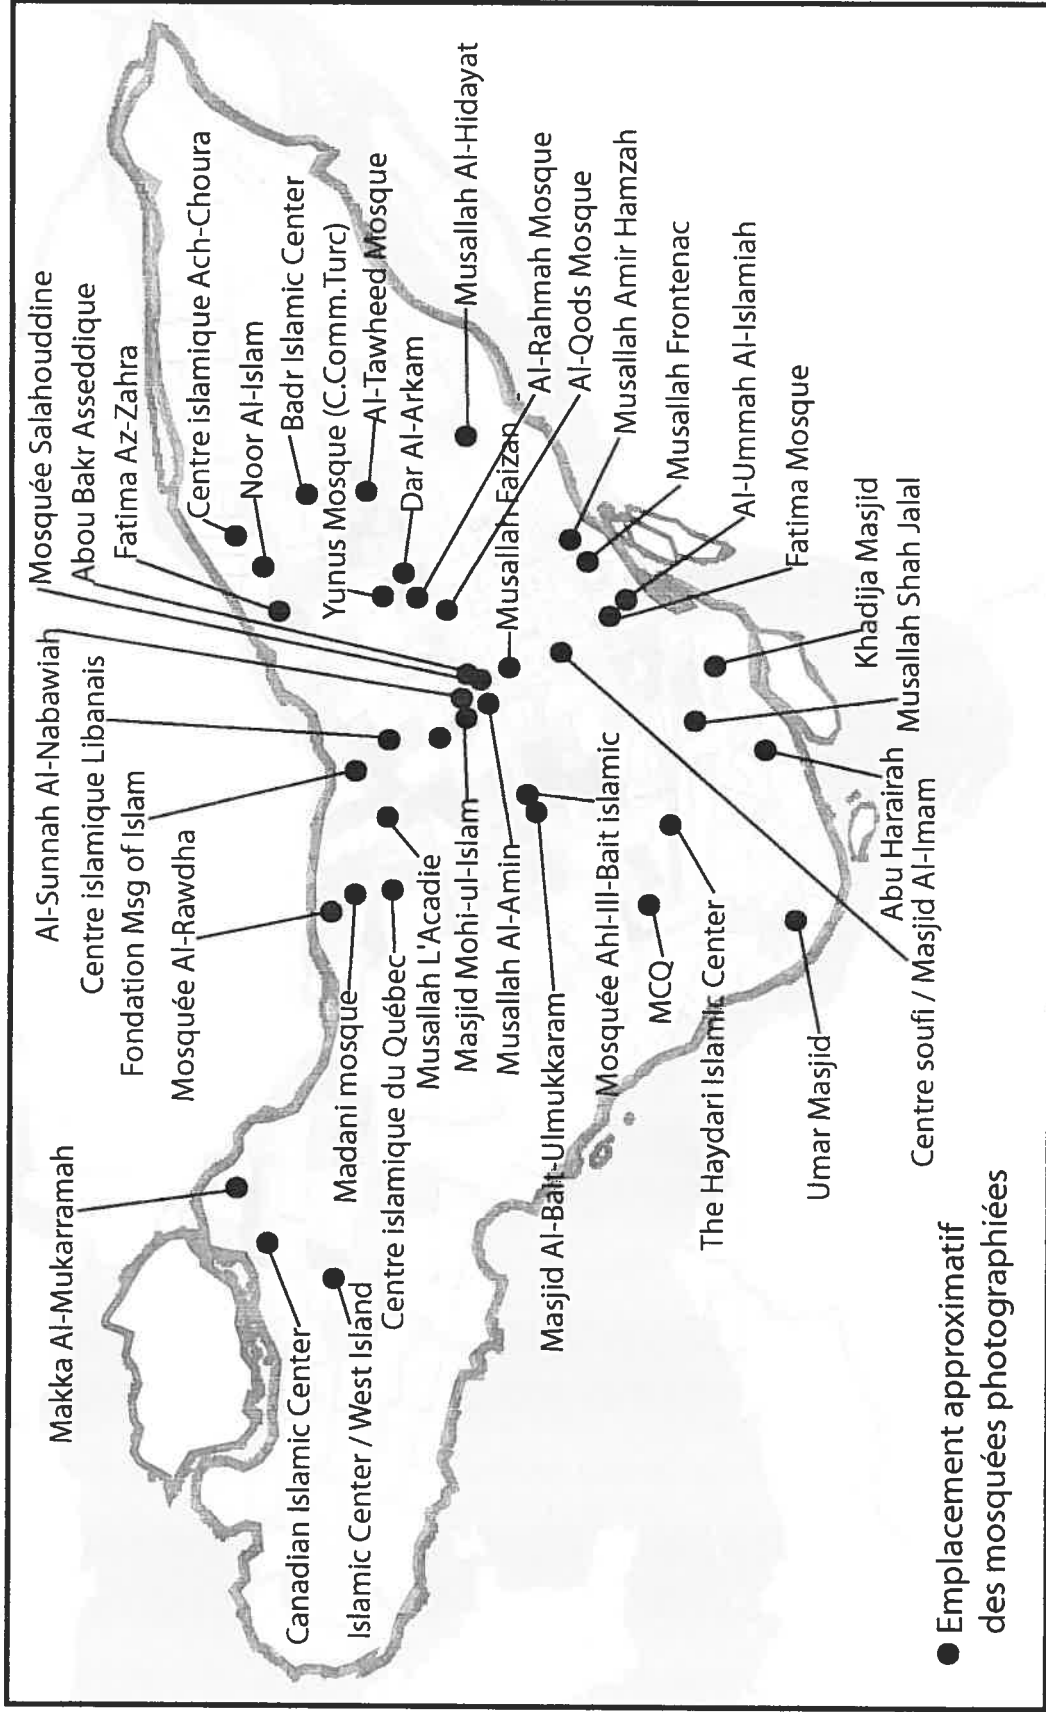 Makka Al-Mukarramah
Canadian Islamic Center
Islamic Center / West Island
Al-Sunnah Al-Nabawiah
Centre islamique Libanais
Fondation Msg of Islam
Mosquée Al-Rawdha
Madani mosque
Centre islamique du Québec
Musallah L'Acadie
Masjid Mohi-ul-Islam
Musallah Al-Amin
Masjid Al-Bait-Ulmukkaram
Mosquée Ahl-Ill-Bait islamic
MCQ
The Haydari Islamic Center
Umar Masjid
Centre soufi / Masjid Al-Imam
Abu Harairah
Mosquée Salahouddine
Abou Bakr Asseddique
Fatima Az-Zahra
Centre islamique Ach-Choura
Noor Al-Islam
Badr Islamic Center
Yunus Mosque (C.Comm.Turc)
Al-Tawheed Mosque
Dar Al-Arkam
Musallah Al-Hidayat
Musallah Faizan
Al-Rahmah Mosque
Al-Qods Mosque
Musallah Amir Hamzah
Musallah Frontenac
Al-Ummah Al-Islamiah
Fatima Mosque
Khadija Masjid
Musallah Shah Jalal
Emplacement approximatif
des mosquées photographiées